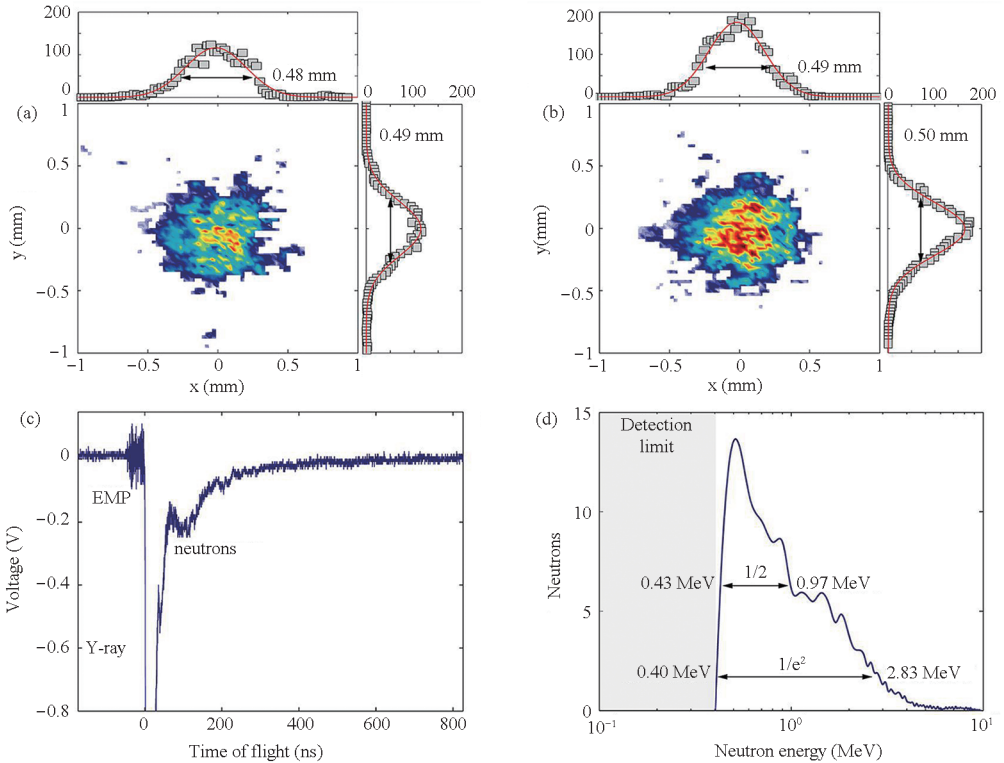 200
100
0
0.48 mm
0 100 200
(a)
1
0.5
0
−0.5
−1
y (mm)
0.49 mm
−1 −0.5 0 0.5 1
x (mm)
200
100
0
0.49 mm
0 100 200
(b)
1
0.5
0
−0.5
−1
y(mm)
0.50 mm
−1 −0.5 0 0.5 1
x (mm)
(c)
0
−0.2
−0.4
−0.6
−0.8
Voltage (V)
EMP
neutrons
Y-ray
0 200 400 600 800
Time of flight (ns)
(d)
15
10
5
0
Neutrons
Detection
limit
0.43 MeV 1/2 0.97 MeV
0.40 MeV 1/e² 2.83 MeV
10⁻¹ 10⁰ 10¹
Neutron energy (MeV)